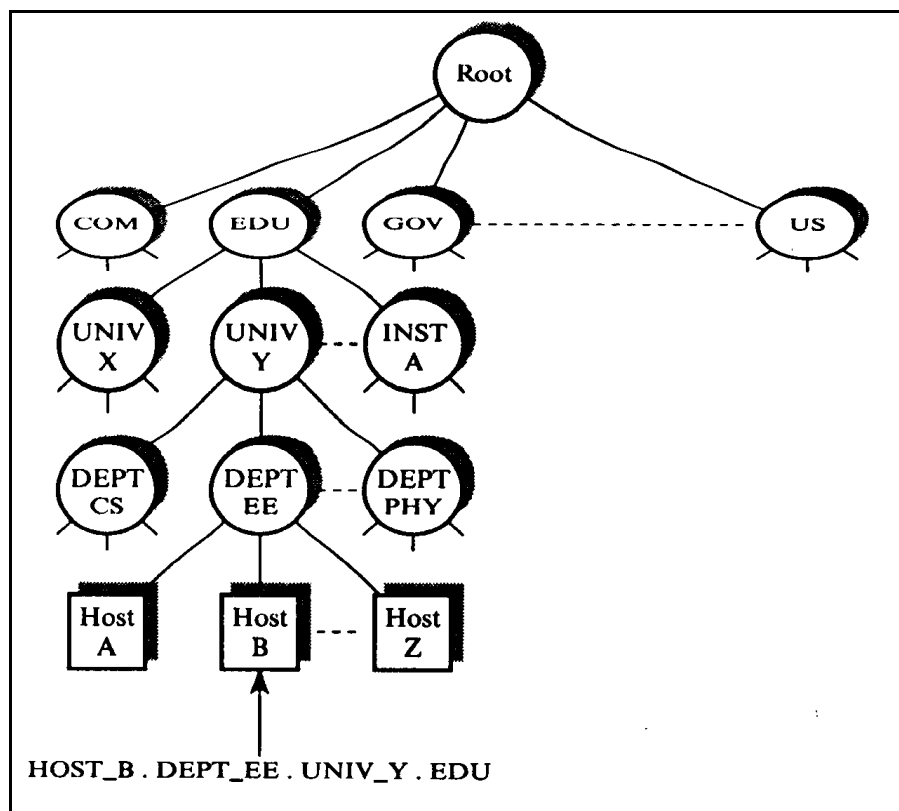 Root
COM EDU GOV US
UNIV UNIV INST
X Y A
DEPT DEPT DEPT
CS EE PHY
Host Host Host
A B Z
HOST_B . DEPT_EE . UNIV_Y . EDU